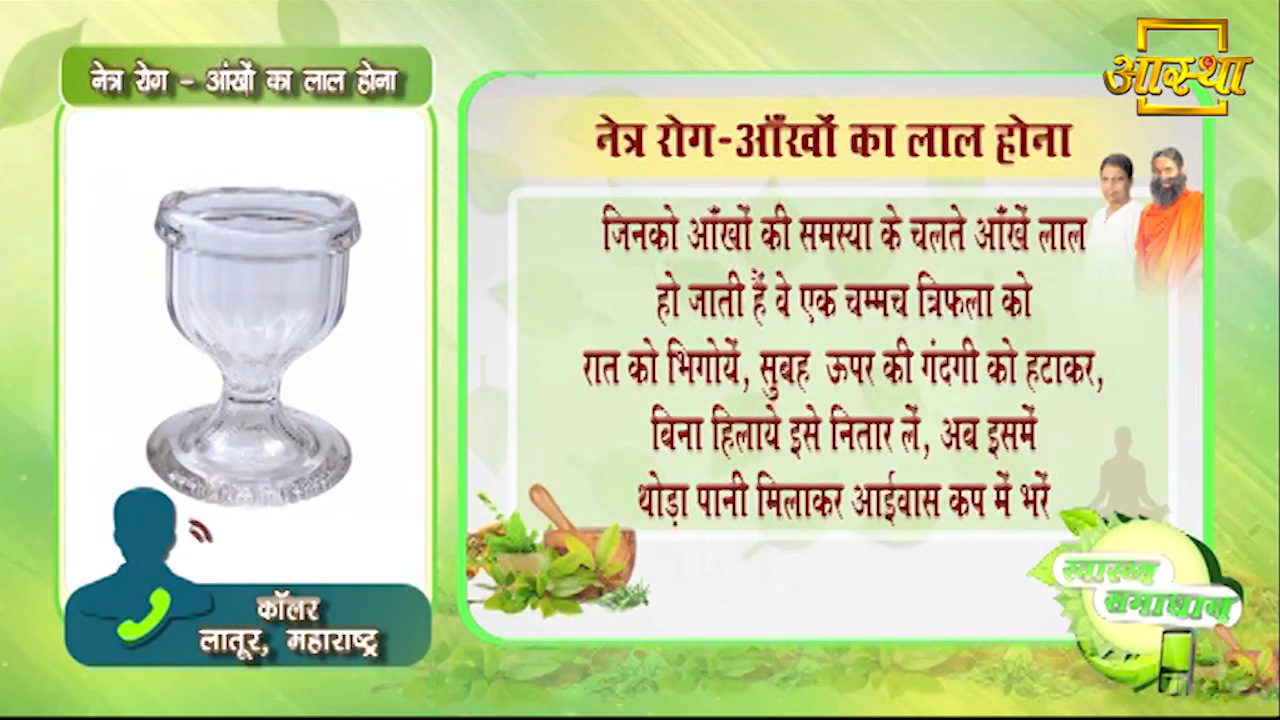 आस्था
नेत्र रोग - आंखों का लाल होना
नेत्र रोग-आँखों का लाल होना
जिनको आँखों की समस्या के चलते आँखें लाल
हो जाती हैं वे एक चम्मच त्रिफला को
रात को भिगोयें, सुबह ऊपर की गंदगी को हटाकर,
बिना हिलाये इसे नितार लें, अब इसमें
थोड़ा पानी मिलाकर आईवास कप में भरें
स्वास्थ्य
समाधान
कॉलर
लातूर, महाराष्ट्र